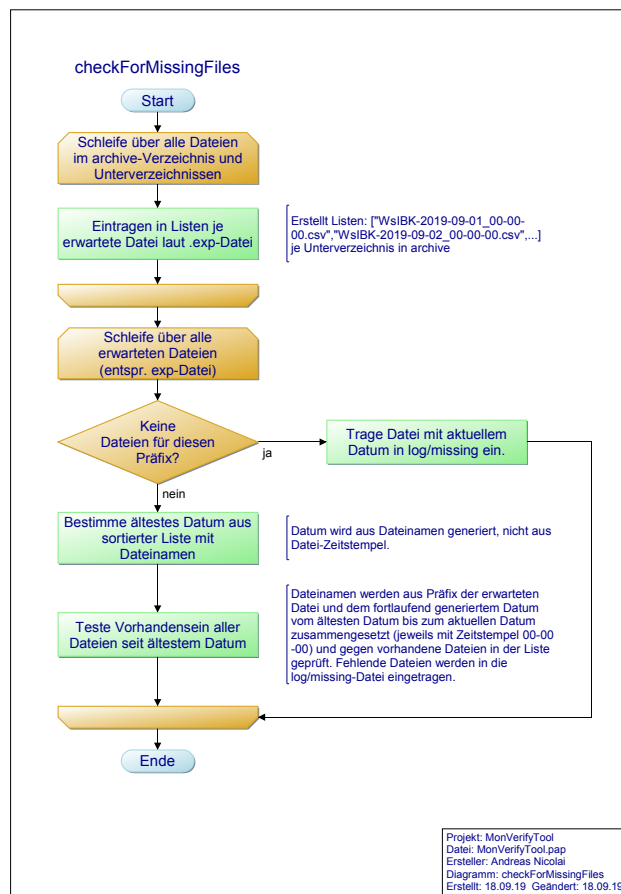 checkForMissingFiles
Start
Schleife über alle Dateien
im archive-Verzeichnis und
Unterverzeichnissen
Eintragen in Listen je
erwartete Datei laut .exp-Datei
Erstellt Listen: ["WsIBK-2019-09-01_00-00-
00.csv","WsIBK-2019-09-02_00-00-00.csv",...]
je Unterverzeichnis in archive
Schleife über alle
erwarteten Dateien
(entspr. exp-Datei)
Keine
Dateien für diesen
Präfix?
ja
Trage Datei mit aktuellem
Datum in log/missing ein.
nein
Bestimme ältestes Datum aus
sortierter Liste mit
Dateinamen
Datum wird aus Dateinamen generiert, nicht aus
Datei-Zeitstempel.
Teste Vorhandensein aller
Dateien seit ältestem Datum
Dateinamen werden aus Präfix der erwarteten
Datei und dem fortlaufend generiertem Datum
vom ältesten Datum bis zum aktuellen Datum
zusammengesetzt (jeweils mit Zeitstempel 00-00
-00) und gegen vorhandene Dateien in der Liste
geprüft. Fehlende Dateien werden in die
log/missing-Datei eingetragen.
Ende
Projekt: MonVerifyTool
Datei: MonVerifyTool.pap
Ersteller: Andreas Nicolai
Diagramm: checkForMissingFiles
Erstellt: 18.09.19 Geändert: 18.09.19